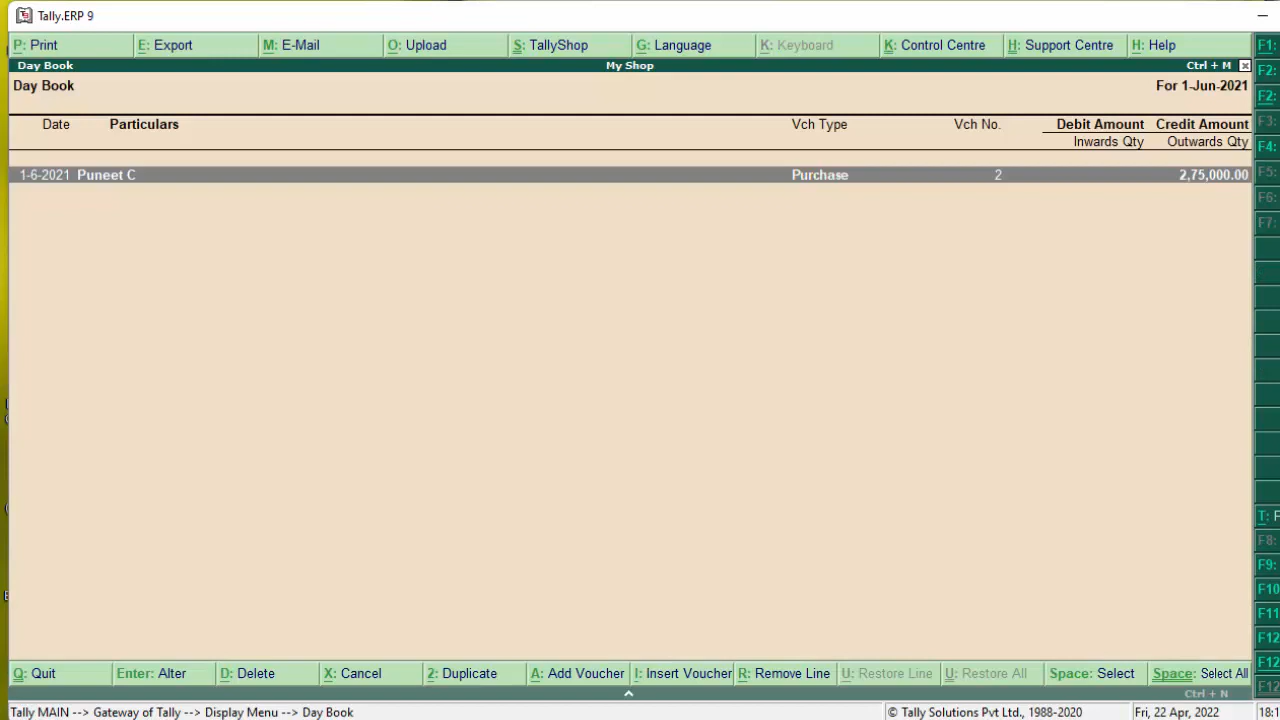 Tally.ERP 9
P: Print E: Export M: E-Mail O: Upload S: TallyShop G: Language K: Keyboard K: Control Centre H: Support Centre H: Help F1:
Day Book My Shop Ctrl + M
F2:
Day Book For 1-Jun-2021
F2:
Date Particulars Vch Type Vch No. Debit Amount Credit Amount F3:
Inwards Qty Outwards Qty F4:
1-6-2021 Puneet C Purchase 2 2,75,000.00 F5:
F6:
F7:
T: F
F8:
F9:
F10
F11
F12
F12
Q: Quit Enter: Alter D: Delete X: Cancel 2: Duplicate A: Add Voucher I: Insert Voucher R: Remove Line U: Restore Line U: Restore All Space: Select Space: Select All
F12
Ctrl + N
Tally MAIN --> Gateway of Tally --> Display Menu --> Day Book © Tally Solutions Pvt Ltd., 1988-2020 Fri, 22 Apr, 2022 18:1